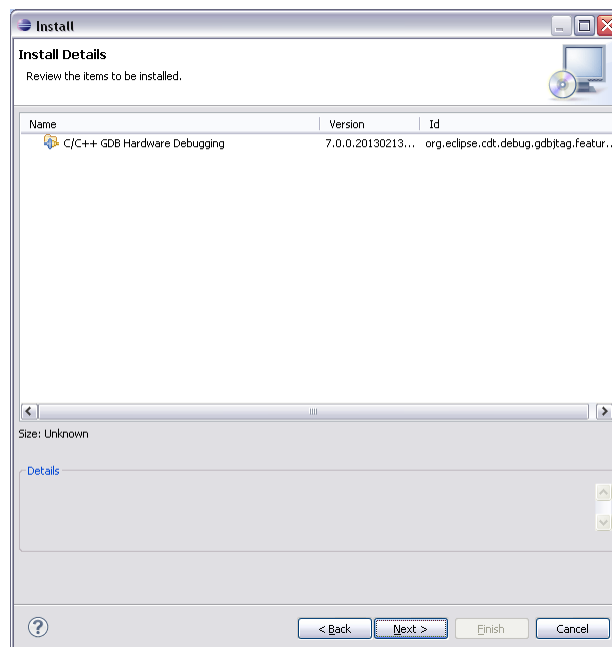 Install
Install Details
Review the items to be installed.
Name Version Id
C/C++ GDB Hardware Debugging 7.0.0.20130213... org.eclipse.cdt.debug.gdbjtag.featur..
Size: Unknown
Details
?
< Back Next > Finish Cancel